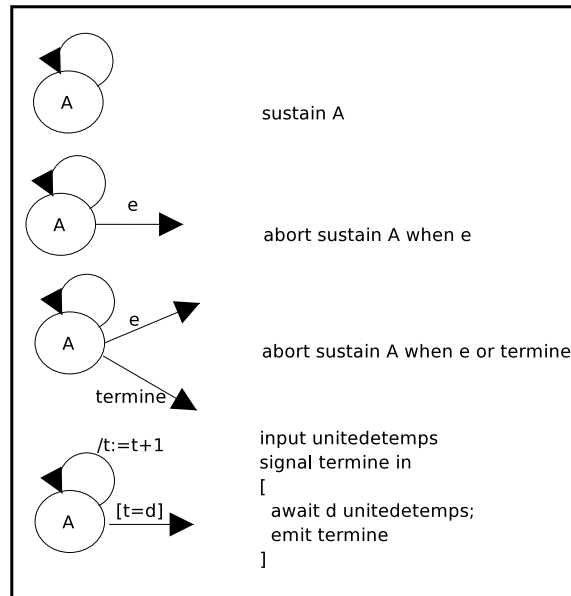 A
sustain A
A
e
abort sustain A when e
A
e
termine
abort sustain A when e or termine
/t:=t+1
A
[t=d]
input unitedetemps
signal termine in
[
await d unitedetemps;
emit termine
]